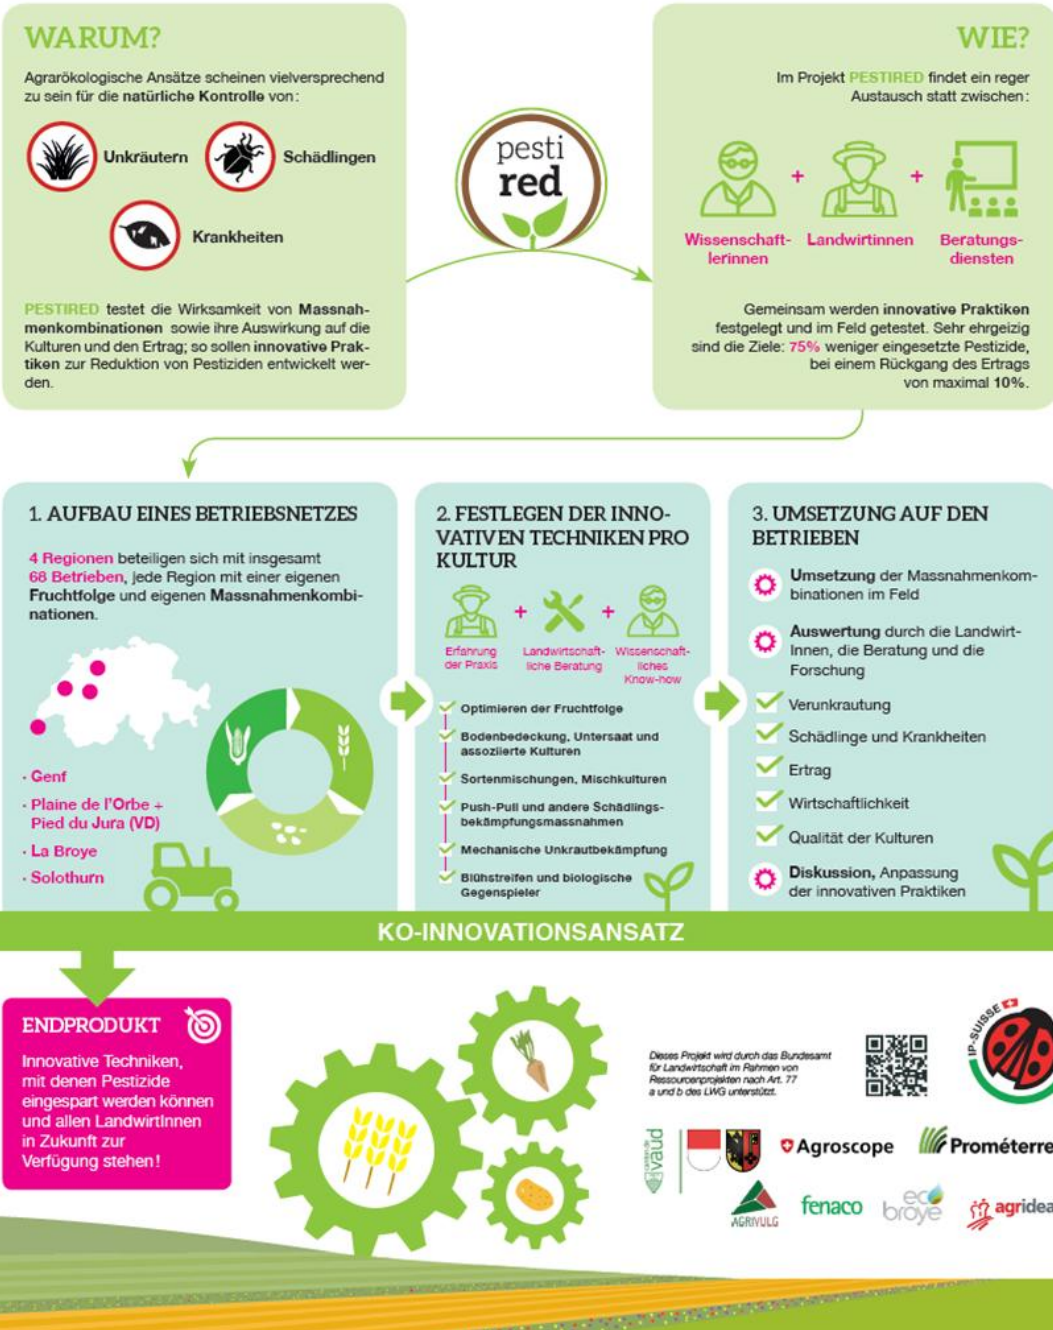 WARUM?
Agrarökologische Ansätze scheinen vielversprechend
zu sein für die natürliche Kontrolle von:
Unkräutern
Schädlingen
Krankheiten
PESTIRED testet die Wirksamkeit von Massnah-
menkombinationen sowie ihre Auswirkung auf die
Kulturen und den Ertrag; so sollen innovative Prak-
tiken zur Reduktion von Pestiziden entwickelt wer-
den.
pesti
red
WIE?
Im Projekt PESTIRED findet ein reger
Austausch statt zwischen:
+
+
Wissenschaft-
lerinnen
Landwirtinnen
Beratungs-
diensten
Gemeinsam werden innovative Praktiken
festgelegt und im Feld getestet. Sehr ehrgeizig
sind die Ziele: 75% weniger eingesetzte Pestizide,
bei einem Rückgang des Ertrags
von maximal 10%.
1. AUFBAU EINES BETRIEBSNETZES
4 Regionen beteiligen sich mit insgesamt
68 Betrieben, jede Region mit einer eigenen
Fruchtfolge und eigenen Massnahmenkombi-
nationen.
· Genf
· Plaine de l'Orbe +
Pied du Jura (VD)
· La Broye
· Solothurn
2. FESTLEGEN DER INNO-
VATIVEN TECHNIKEN PRO
KULTUR
+
+
Erfahrung
der Praxis
Landwirtschaft-
liche Beratung
Wissenschaft-
liches
Know-how
Optimieren der Fruchtfolge
Bodenbedeckung, Untersaat und
assoziierte Kulturen
Sortenmischungen, Mischkulturen
Push-Pull und andere Schädlings-
bekämpfungsmassnahmen
Mechanische Unkrautbekämpfung
Blühstreifen und biologische
Gegenspieler
3. UMSETZUNG AUF DEN
BETRIEBEN
Umsetzung der Massnahmenkom-
binationen im Feld
Auswertung durch die Landwirt-
Innen, die Beratung und die
Forschung
Verunkrautung
Schädlinge und Krankheiten
Ertrag
Wirtschaftlichkeit
Qualität der Kulturen
Diskussion, Anpassung
der innovativen Praktiken
KO-INNOVATIONSANSATZ
ENDPRODUKT
Innovative Techniken,
mit denen Pestizide
eingespart werden können
und allen LandwirtInnen
in Zukunft zur
Verfügung stehen!
Dieses Projekt wird durch das Bundesamt
für Landwirtschaft im Rahmen von
Ressourcenprojekten nach Art. 77
a und b des LWG unterstützt.
IP-SUISSE
canton de
vaud
Agroscope
Prométerre
AGRIVULG
fenaco
eco
broye
agridea